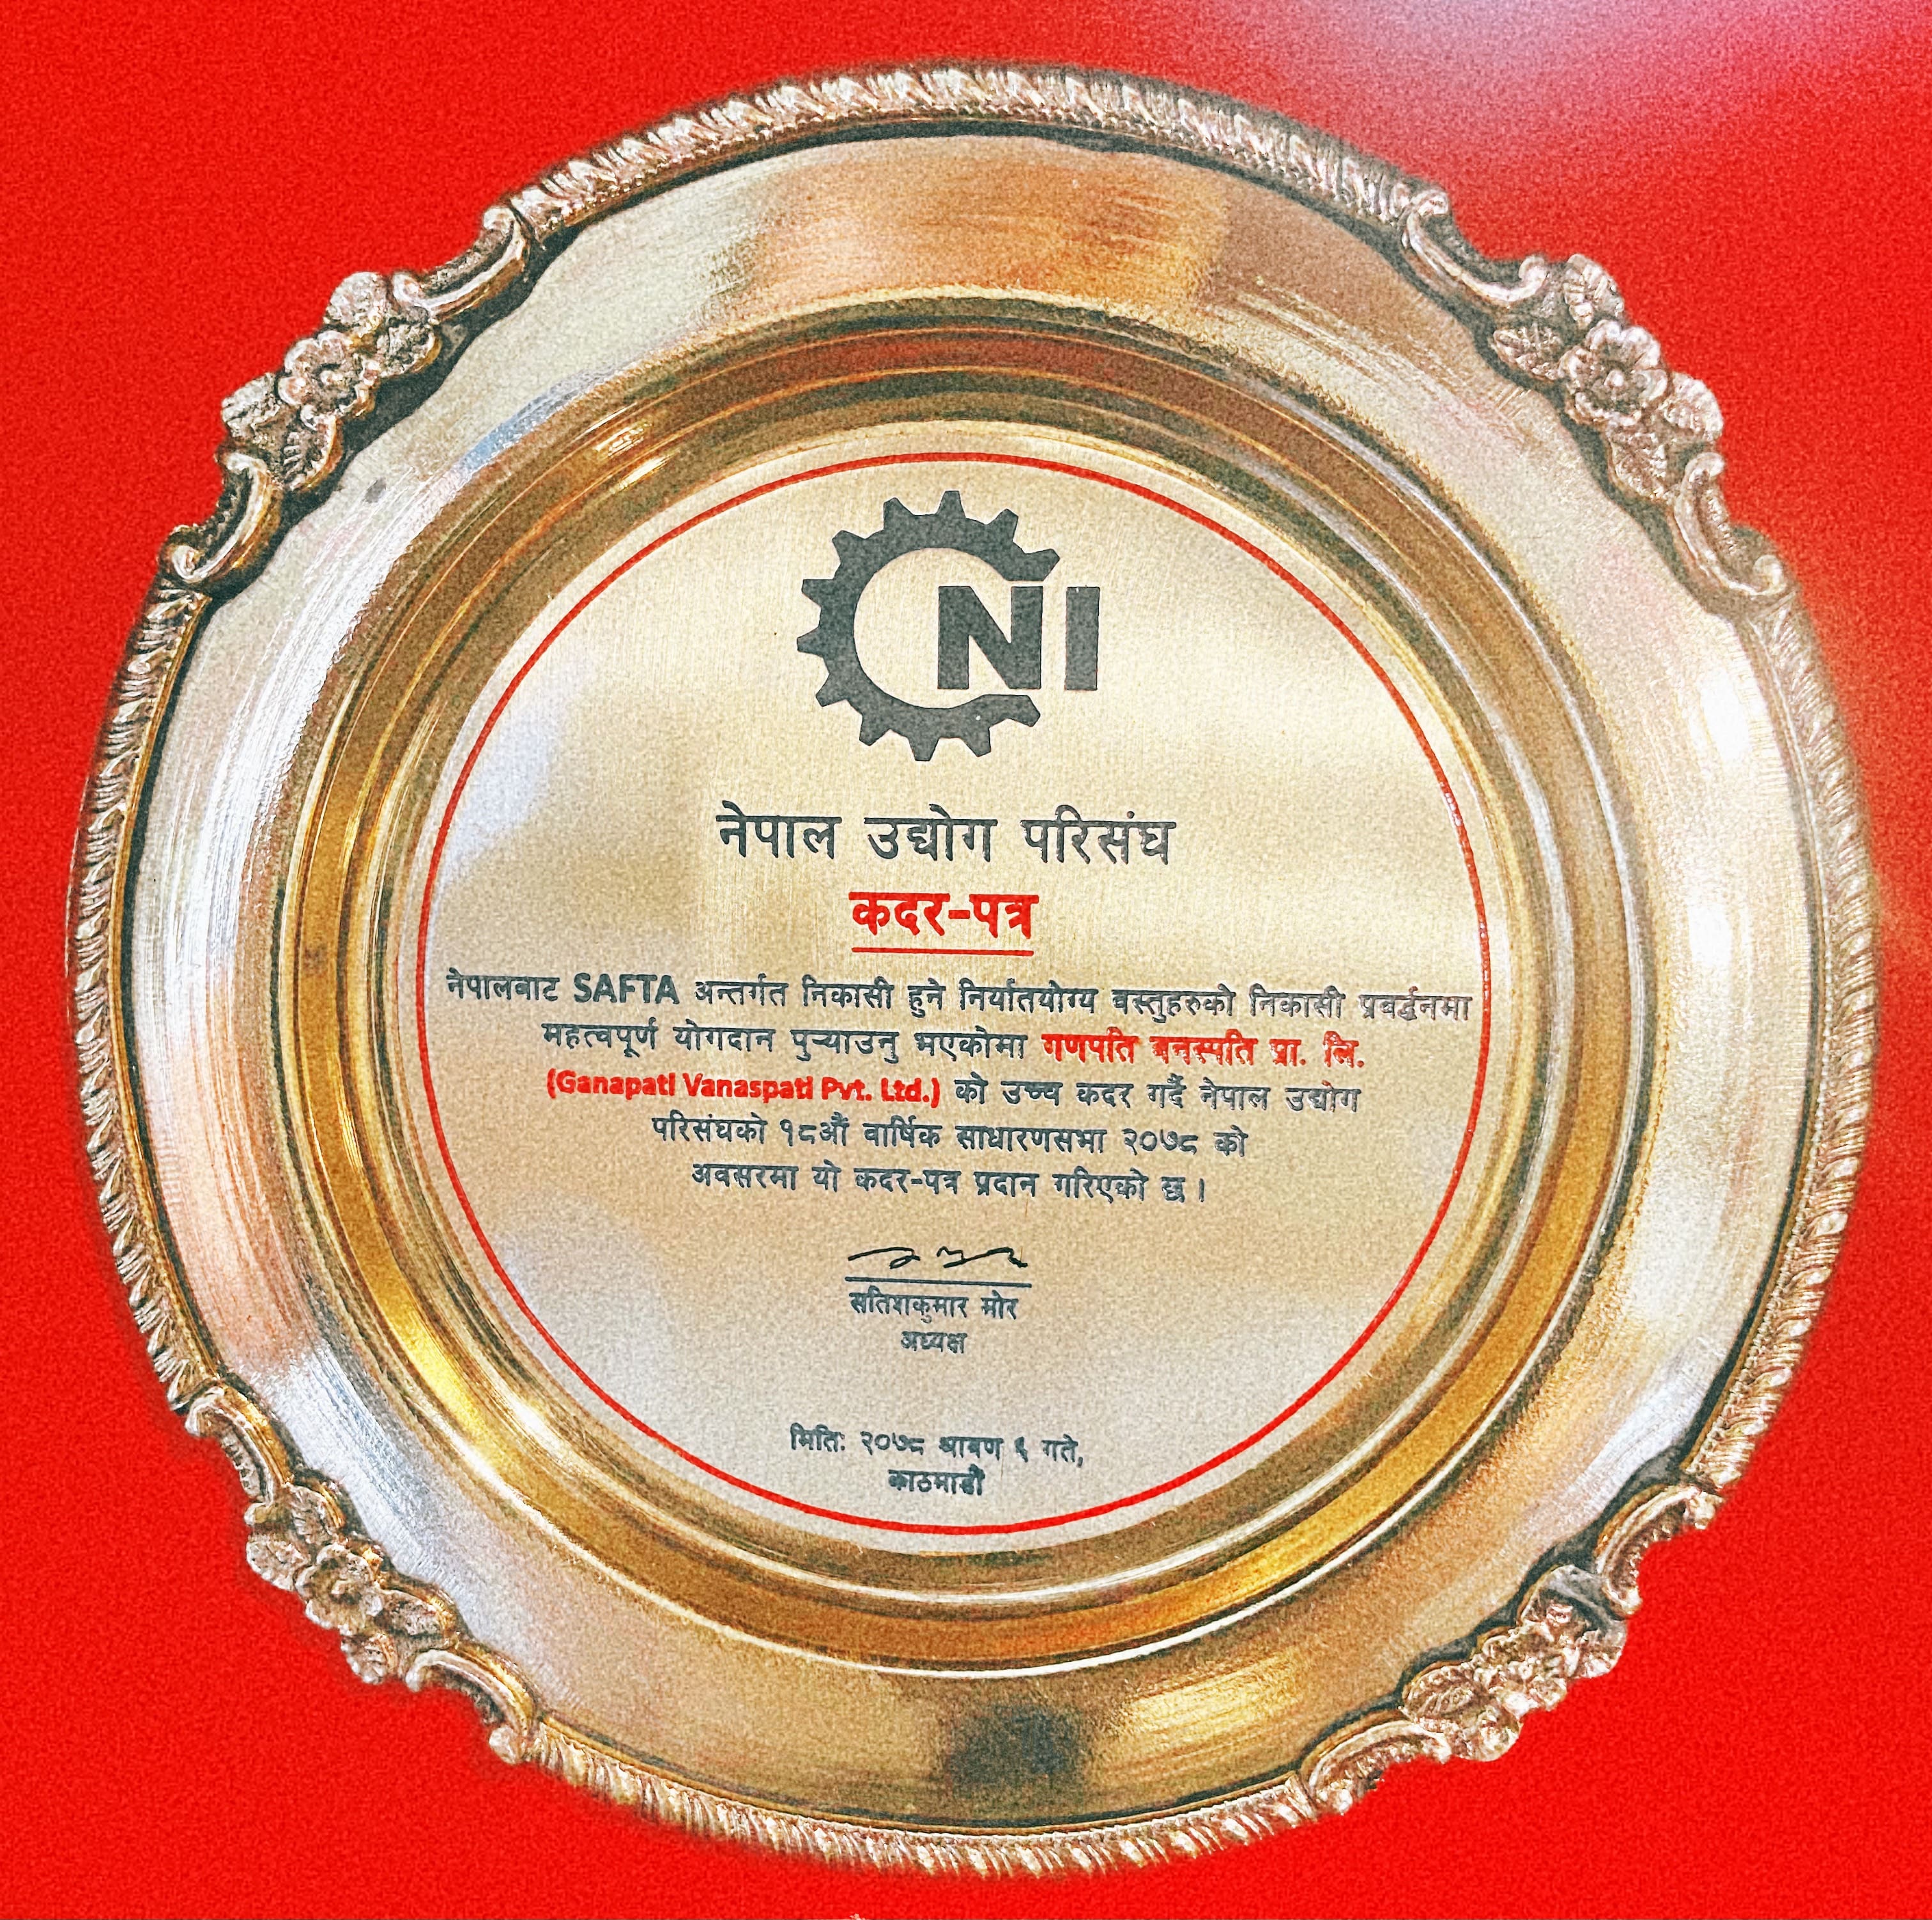 CNI
नेपाल उद्योग परिसंघ
कदर-पत्र
नेपालबाट SAFTA अन्तर्गत निकासी हुने निर्यातयोग्य वस्तुहरुको निकासी प्रवर्द्धनमा
महत्वपूर्ण योगदान पुऱ्याउनु भएकोमा गणपति बनस्पति प्रा. लि.
(Ganapati Vanaspati Pvt. Ltd.) को उच्च कदर गर्दै नेपाल उद्योग
परिसंघको १८औं वार्षिक साधारणसभा २०७८ को
अवसरमा यो कदर-पत्र प्रदान गरिएको छ ।
सतिशकुमार मोर
अध्यक्ष
मितिः २०७८ श्रावण गते,
काठमाडौं